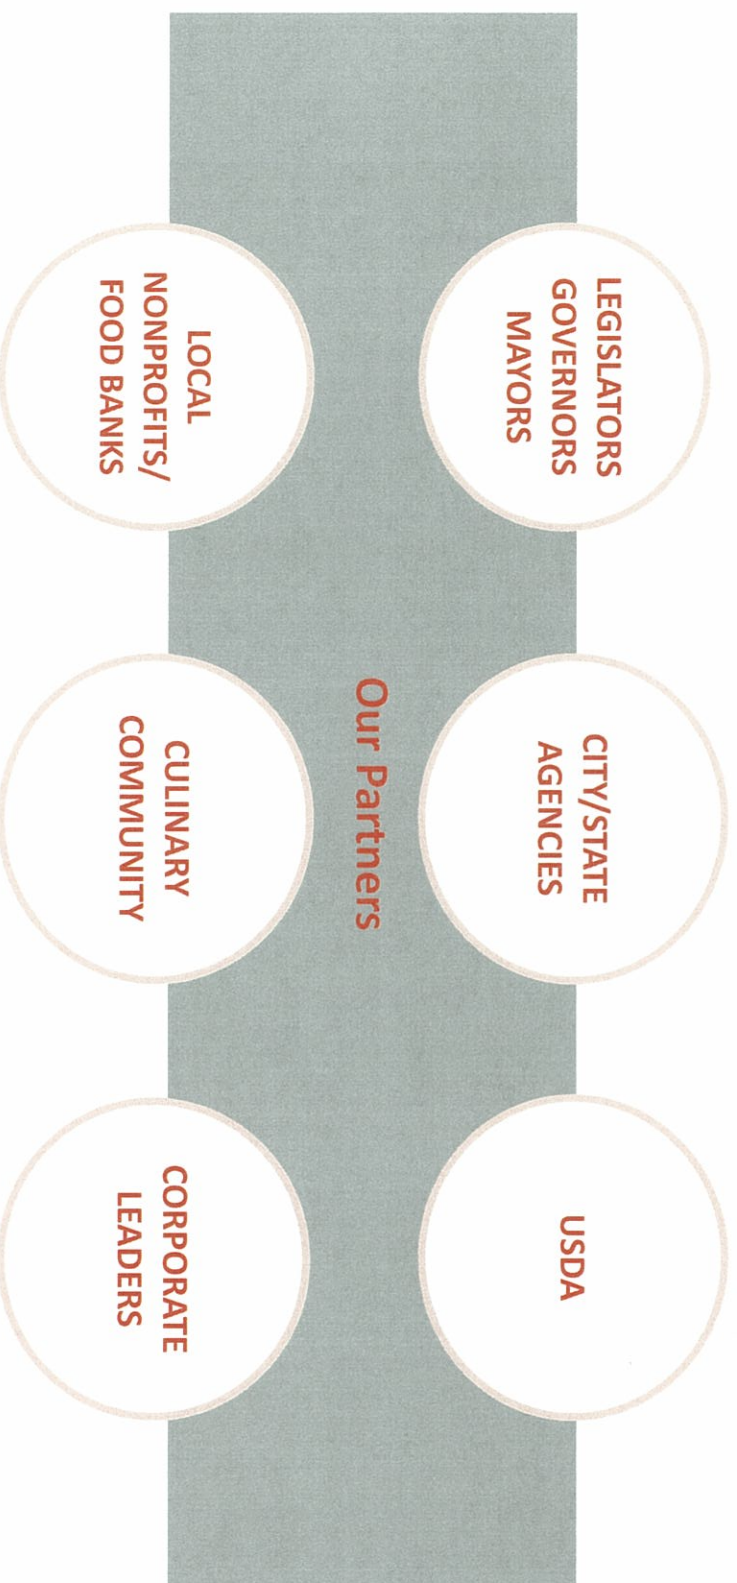 LEGISLATORS
GOVERNORS
MAYORS
CITY/STATE
AGENCIES
USDA
Our Partners
LOCAL
NONPROFITS/
FOOD BANKS
CULINARY
COMMUNITY
CORPORATE
LEADERS